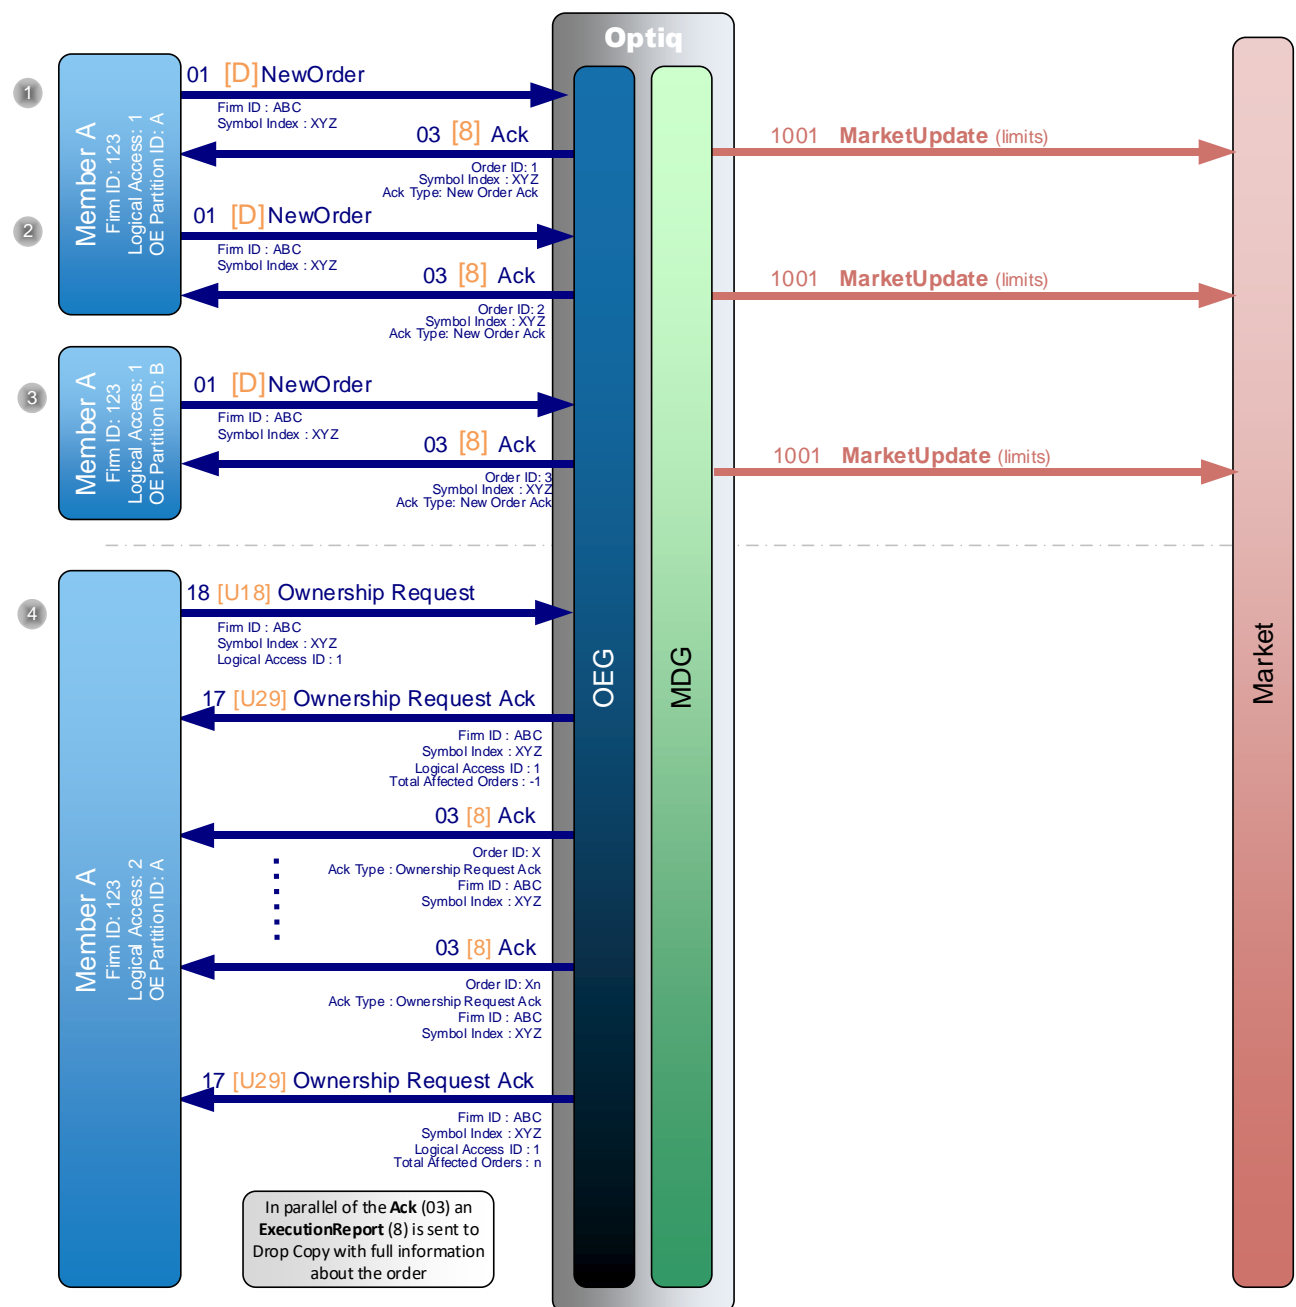 Optiq
1
Member A
Firm ID: 123
Logical Access: 1
OE Partition ID: A
01 [D]NewOrder
Firm ID : ABC
Symbol Index : XYZ
03 [8] Ack
Order ID: 1
Symbol Index : XYZ
Ack Type: New Order Ack
1001 MarketUpdate (limits)
2
01 [D]NewOrder
Firm ID : ABC
Symbol Index : XYZ
03 [8] Ack
Order ID: 2
Symbol Index : XYZ
Ack Type: New Order Ack
1001 MarketUpdate (limits)
3
Member A
Firm ID: 123
Logical Access: 1
OE Partition ID: B
01 [D]NewOrder
Firm ID : ABC
Symbol Index : XYZ
03 [8] Ack
Order ID: 3
Symbol Index : XYZ
Ack Type: New Order Ack
1001 MarketUpdate (limits)
4
Member A
Firm ID: 123
Logical Access: 2
OE Partition ID: A
18 [U18] Ownership Request
Firm ID : ABC
Symbol Index : XYZ
Logical Access ID : 1
OEG
MDG
Market
17 [U29] Ownership Request Ack
Firm ID : ABC
Symbol Index : XYZ
Logical Access ID : 1
Total Affected Orders : -1
03 [8] Ack
Order ID: X
Ack Type : Ownership Request Ack
Firm ID : ABC
Symbol Index : XYZ
03 [8] Ack
Order ID: Xn
Ack Type : Ownership Request Ack
Firm ID : ABC
Symbol Index : XYZ
17 [U29] Ownership Request Ack
Firm ID : ABC
Symbol Index : XYZ
Logical Access ID : 1
Total Affected Orders : n
In parallel of the Ack (03) an
ExecutionReport (8) is sent to
Drop Copy with full information
about the order